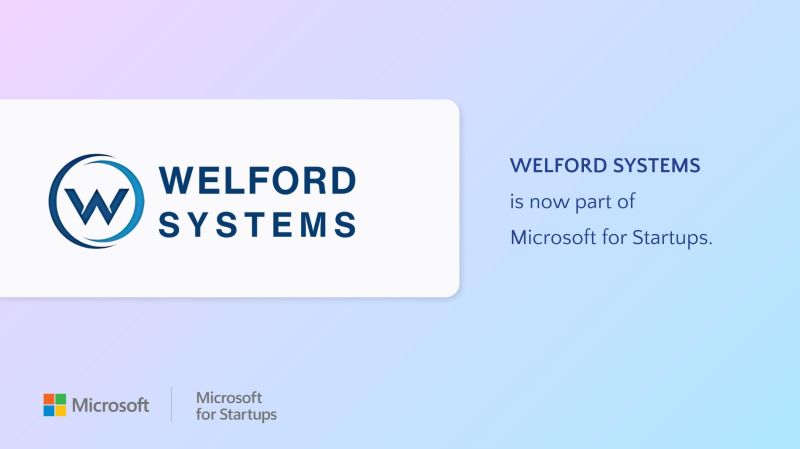 WELFORD
SYSTEMS
WELFORD SYSTEMS
is now part of
Microsoft for Startups.
Microsoft
Microsoft
for Startups